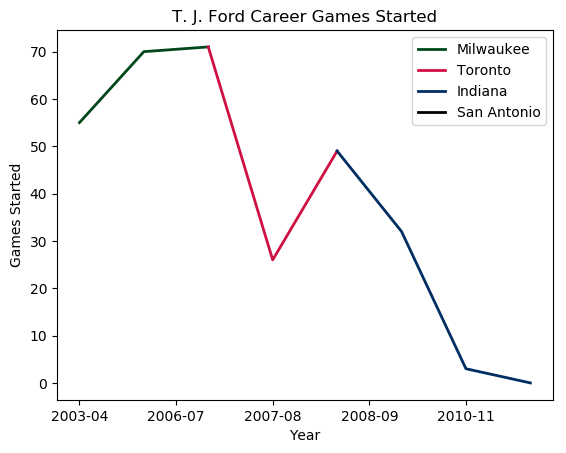 T. J. Ford Career Games Started
Milwaukee
Toronto
Indiana
San Antonio
Games Started
70
60
50
40
30
20
10
0
2003-04 2006-07 2007-08 2008-09 2010-11
Year